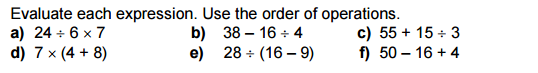 Evaluate each expression. Use the order of operations.
a) 24 ÷ 6 × 7 b) 38 – 16 ÷ 4 c) 55 + 15 ÷ 3
d) 7 × (4 + 8) e) 28 ÷ (16 – 9) f) 50 – 16 + 4